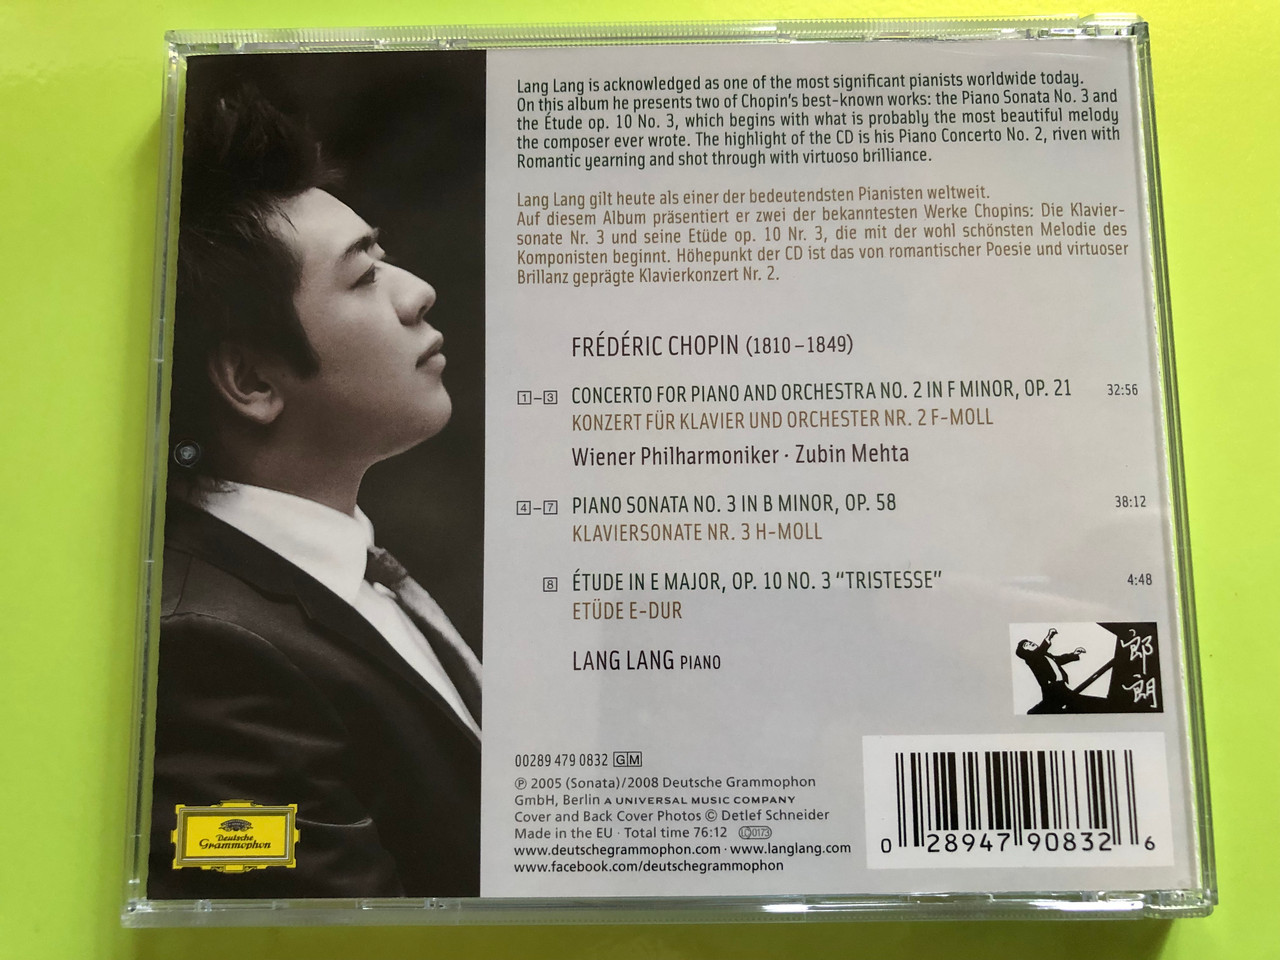 Lang Lang is acknowledged as one of the most significant pianists worldwide today.
On this album he presents two of Chopin's best-known works: the Piano Sonata No. 3 and
the Étude op. 10 No. 3, which begins with what is probably the most beautiful melody
the composer ever wrote. The highlight of the CD is his Piano Concerto No. 2, riven with
Romantic yearning and shot through with virtuoso brilliance.
Lang Lang gilt heute als einer der bedeutendsten Pianisten weltweit.
Auf diesem Album präsentiert er zwei der bekanntesten Werke Chopins: Die Klavier-
sonate Nr. 3 und seine Etüde op. 10 Nr. 3, die mit der wohl schönsten Melodie des
Komponisten beginnt. Höhepunkt der CD ist das von romantischer Poesie und virtuoser
Brillanz geprägte Klavierkonzert Nr. 2.
FRÉDÉRIC CHOPIN (1810–1849)
1–3 CONCERTO FOR PIANO AND ORCHESTRA NO. 2 IN F MINOR, OP. 21 32:56
KONZERT FÜR KLAVIER UND ORCHESTER NR. 2 F-MOLL
Wiener Philharmoniker · Zubin Mehta
4–7 PIANO SONATA NO. 3 IN B MINOR, OP. 58 38:12
KLAVIERSONATE NR. 3 H-MOLL
8 ÉTUDE IN E MAJOR, OP. 10 NO. 3 "TRISTESSE" 4:48
ETÜDE E-DUR
LANG LANG PIANO
郎
朗
00289 479 0832 GM
℗ 2005 (Sonata)/2008 Deutsche Grammophon
GmbH, Berlin A UNIVERSAL MUSIC COMPANY
Cover and Back Cover Photos © Detlef Schneider
Made in the EU · Total time 76:12 LC 0173
www.deutschegrammophon.com · www.langlang.com
www.facebook.com/deutschegrammophon
Deutsche
Grammophon
0 28947 90832 6